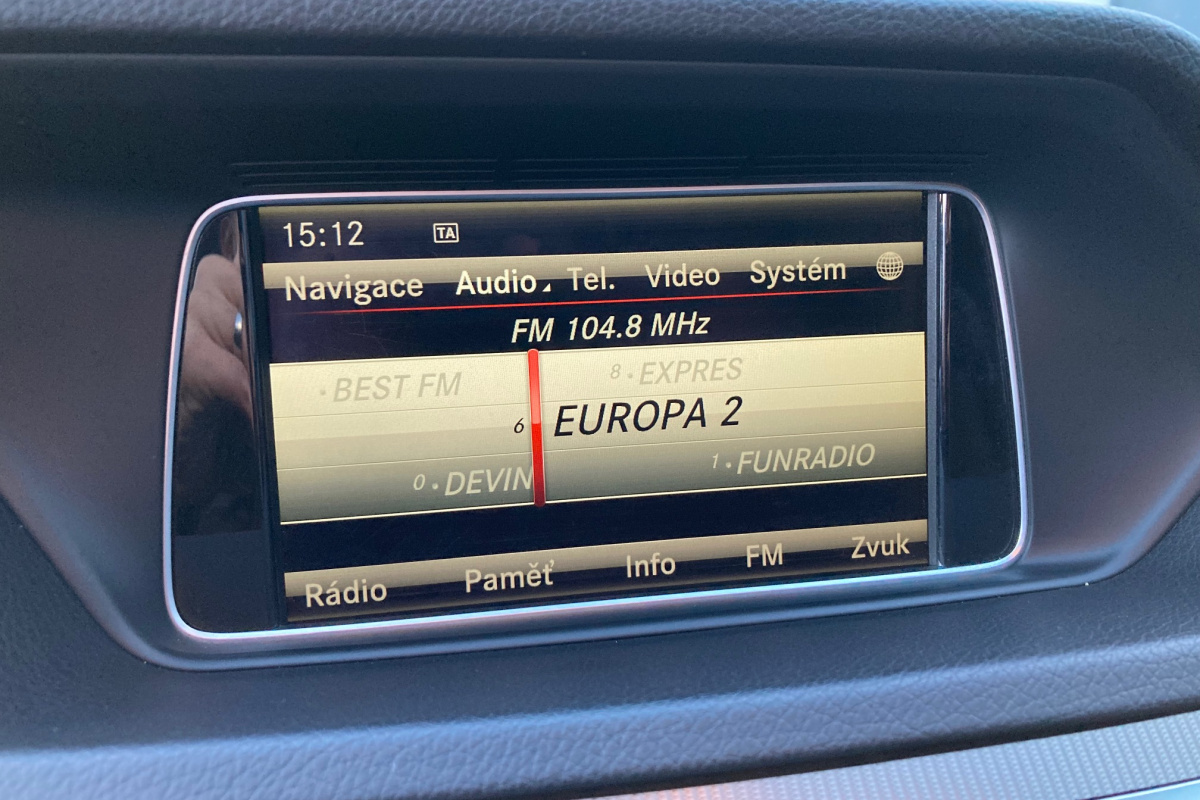 15:12 TA
Navigace Audio Tel. Video Systém
FM 104.8 MHz
• BEST FM 8 • EXPRES
6 EUROPA 2
0 • DEVIN 1 • FUNRADIO
Rádio Paměť Info FM Zvuk